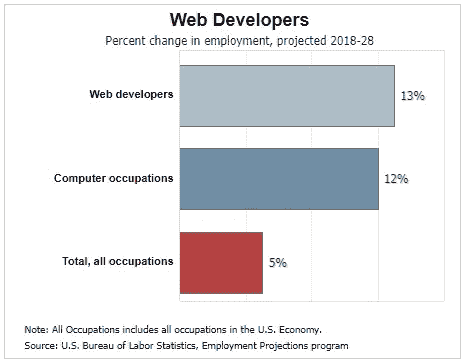 Web Developers
Percent change in employment, projected 2018-28
Web developers
13%
Computer occupations
12%
Total, all occupations
5%
Note: All Occupations includes all occupations in the U.S. Economy.
Source: U.S. Bureau of Labor Statistics, Employment Projections program